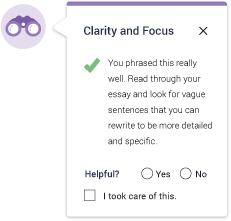 Clarity and Focus
You phrased this really
well. Read through your
essay and look for vague
sentences that you can
rewrite to be more detailed
and specific.
Helpful? Yes No
I took care of this.